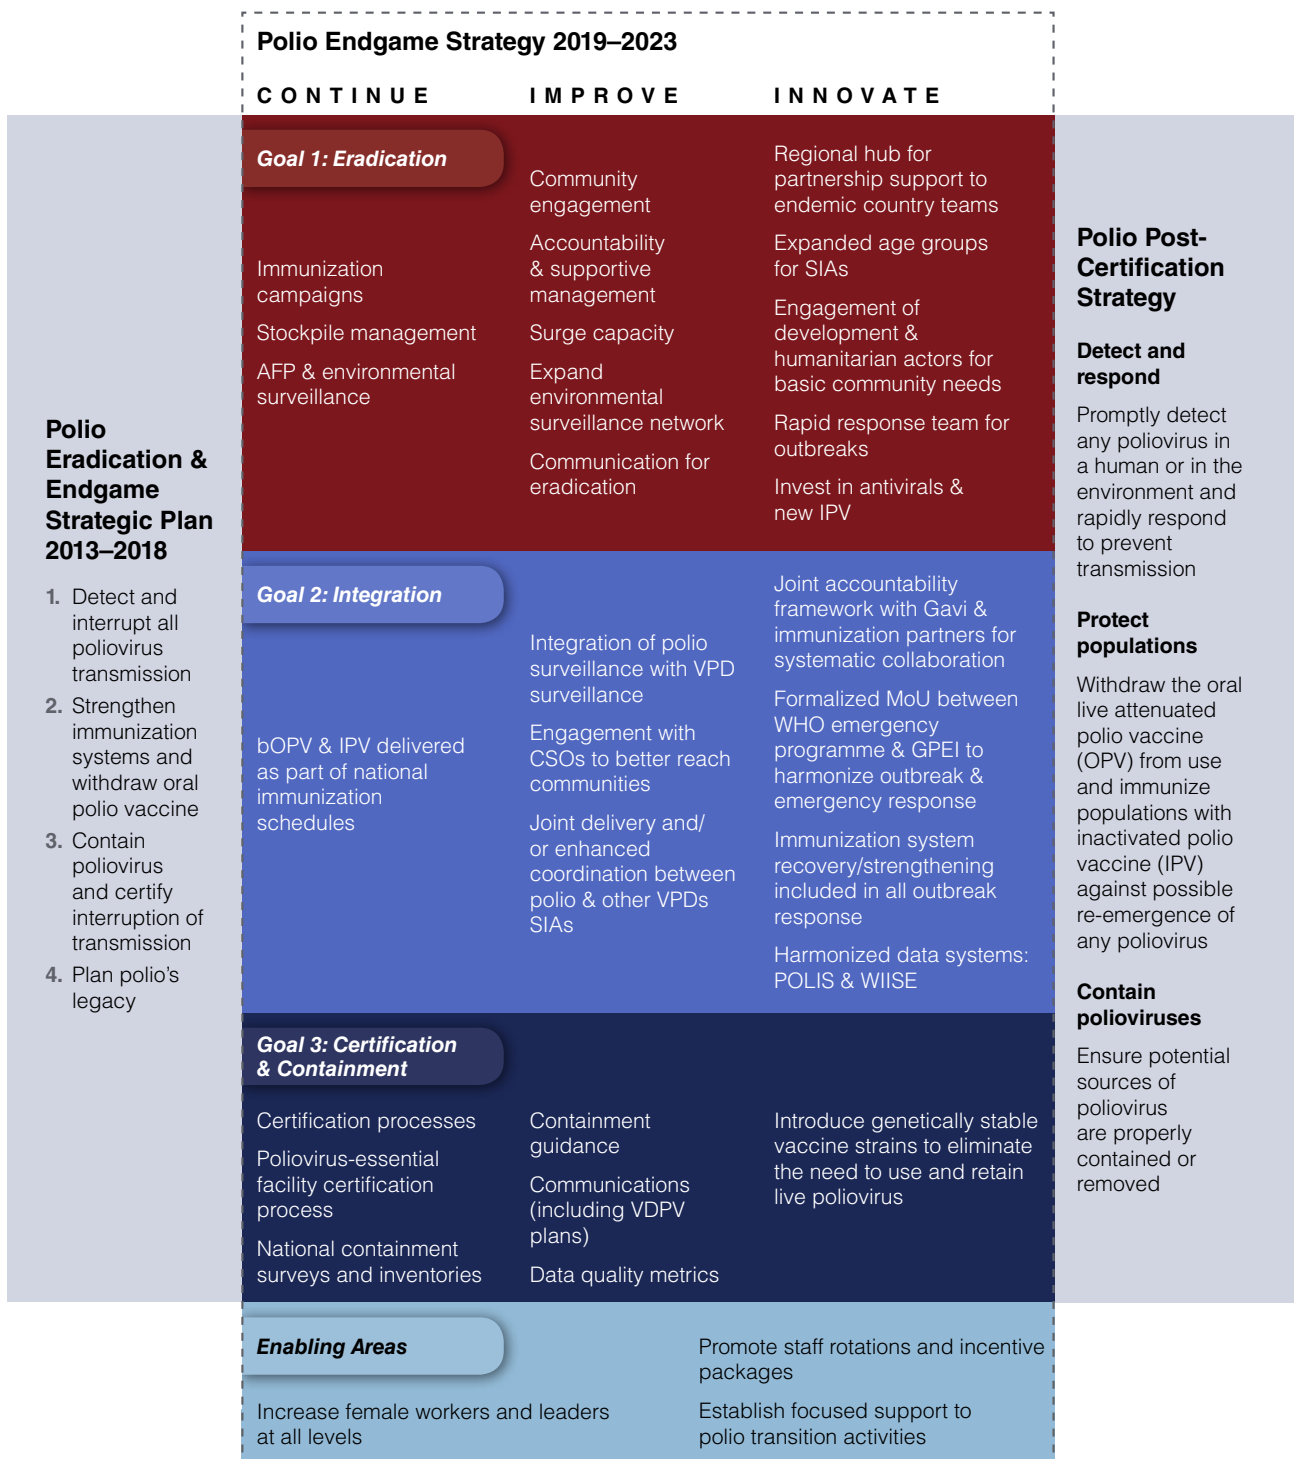 Polio Endgame Strategy 2019–2023
CONTINUE
IMPROVE
INNOVATE
Polio
Eradication &
Endgame
Strategic Plan
2013–2018
1. Detect and
interrupt all
poliovirus
transmission
2. Strengthen
immunization
systems and
withdraw oral
polio vaccine
3. Contain
poliovirus
and certify
interruption of
transmission
4. Plan polio’s
legacy
Goal 1: Eradication
Immunization
campaigns
Stockpile management
AFP & environmental
surveillance
Community
engagement
Accountability
& supportive
management
Surge capacity
Expand
environmental
surveillance network
Communication for
eradication
Regional hub for
partnership support to
endemic country teams
Expanded age groups
for SIAs
Engagement of
development &
humanitarian actors for
basic community needs
Rapid response team for
outbreaks
Invest in antivirals &
new IPV
Goal 2: Integration
bOPV & IPV delivered
as part of national
immunization
schedules
Integration of polio
surveillance with VPD
surveillance
Engagement with
CSOs to better reach
communities
Joint delivery and/
or enhanced
coordination between
polio & other VPDs
SIAs
Joint accountability
framework with Gavi &
immunization partners for
systematic collaboration
Formalized MoU between
WHO emergency
programme & GPEI to
harmonize outbreak &
emergency response
Immunization system
recovery/strengthening
included in all outbreak
response
Harmonized data systems:
POLIS & WIISE
Goal 3: Certification
& Containment
Certification processes
Poliovirus-essential
facility certification
process
National containment
surveys and inventories
Containment
guidance
Communications
(including VDPV
plans)
Data quality metrics
Introduce genetically stable
vaccine strains to eliminate
the need to use and retain
live poliovirus
Enabling Areas
Increase female workers and leaders
at all levels
Promote staff rotations and incentive
packages
Establish focused support to
polio transition activities
Polio Post-
Certification
Strategy
Detect and
respond
Promptly detect
any poliovirus in
a human or in the
environment and
rapidly respond
to prevent
transmission
Protect
populations
Withdraw the oral
live attenuated
polio vaccine
(OPV) from use
and immunize
populations with
inactivated polio
vaccine (IPV)
against possible
re-emergence of
any poliovirus
Contain
polioviruses
Ensure potential
sources of
poliovirus
are properly
contained or
removed